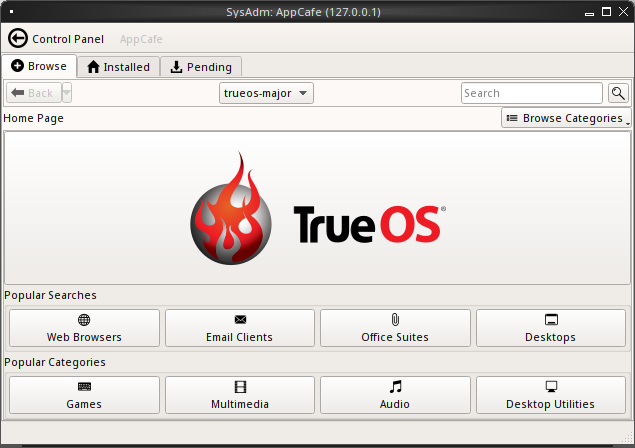 SysAdm: AppCafe (127.0.0.1)
Control Panel AppCafe
Browse Installed Pending
Back trueos-major Search
Home Page Browse Categories
TrueOS®
Popular Searches
Web Browsers Email Clients Office Suites Desktops
Popular Categories
Games Multimedia Audio Desktop Utilities